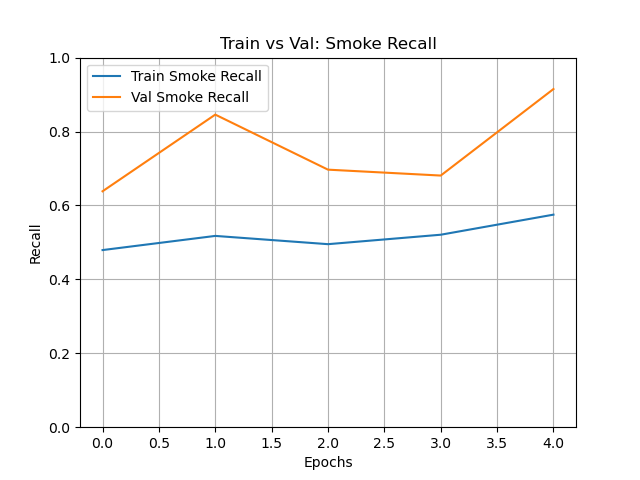 Train vs Val: Smoke Recall
Train Smoke Recall
Val Smoke Recall
1.0
0.8
0.6
0.4
0.2
0.0
Recall
0.0 0.5 1.0 1.5 2.0 2.5 3.0 3.5 4.0
Epochs